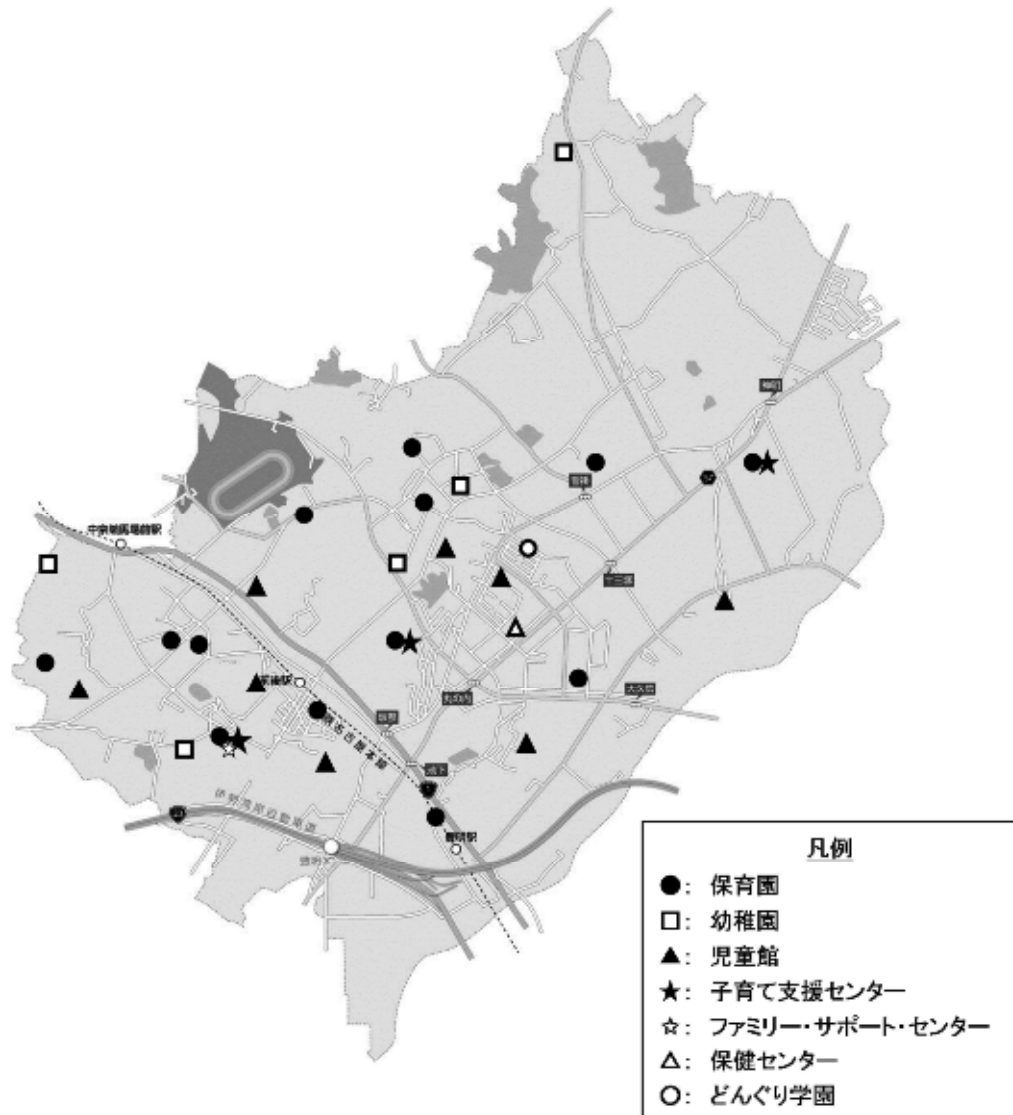 中京競馬場前駅
前後駅
名古屋本線
大久伝
伊勢湾岸自動車道
豊明駅
凡例
●: 保育園
□: 幼稚園
▲: 児童館
★: 子育て支援センター
☆: ファミリー・サポート・センター
△: 保健センター
○: どんぐり学園